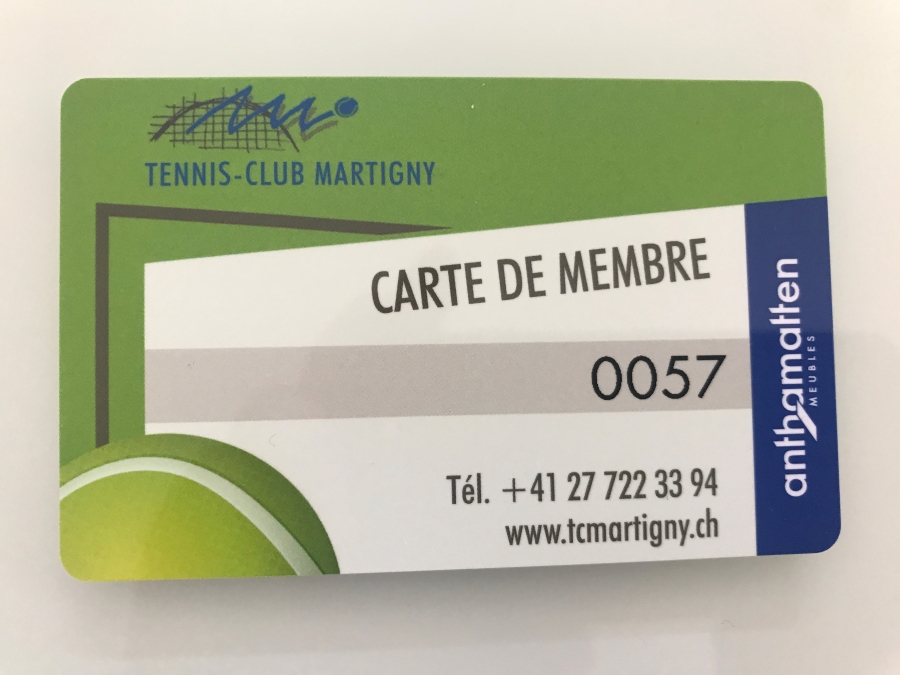 TENNIS-CLUB MARTIGNY
CARTE DE MEMBRE
0057
Tél. +41 27 722 33 94
www.tcmartigny.ch
anthamatten
MEUBLES